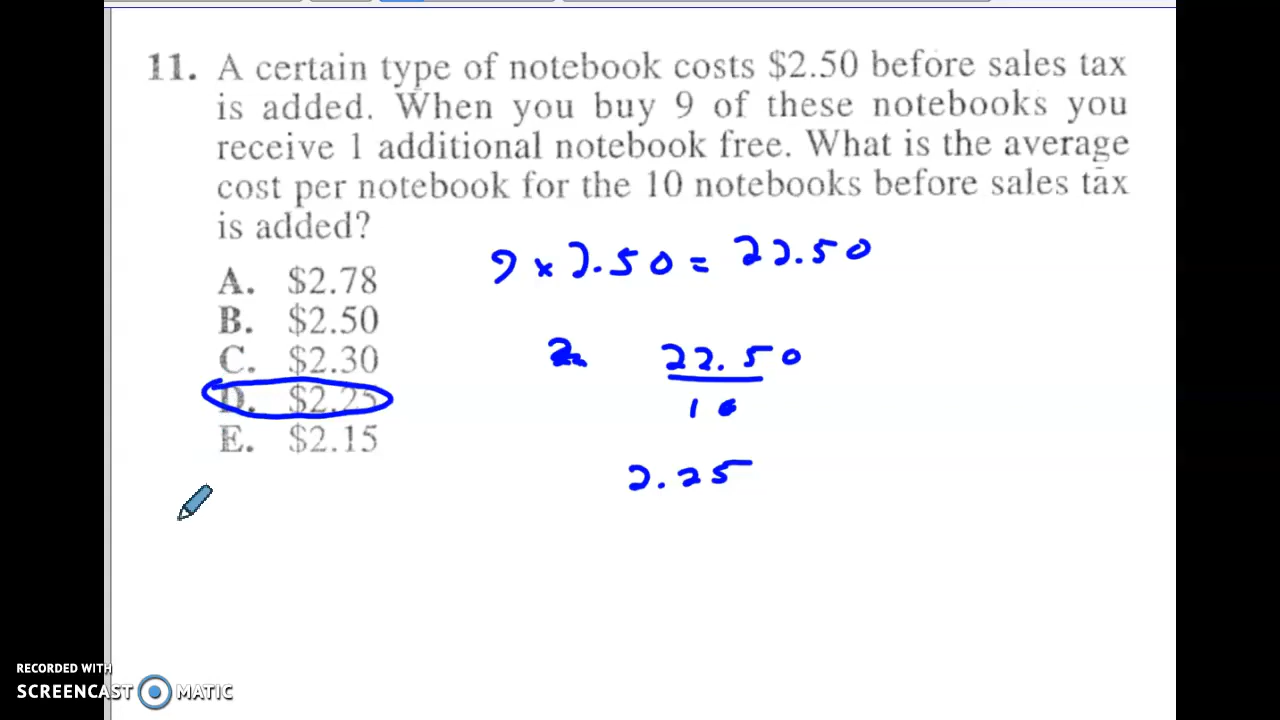 11. A certain type of notebook costs $2.50 before sales tax
is added. When you buy 9 of these notebooks you
receive 1 additional notebook free. What is the average
cost per notebook for the 10 notebooks before sales tax
is added?
9 × 2.50 = 22.50
A. $2.78
B. $2.50
22.50
C. $2.30
D. $2.25
10
E. $2.15
2.25
RECORDED WITH
SCREENCAST MATIC